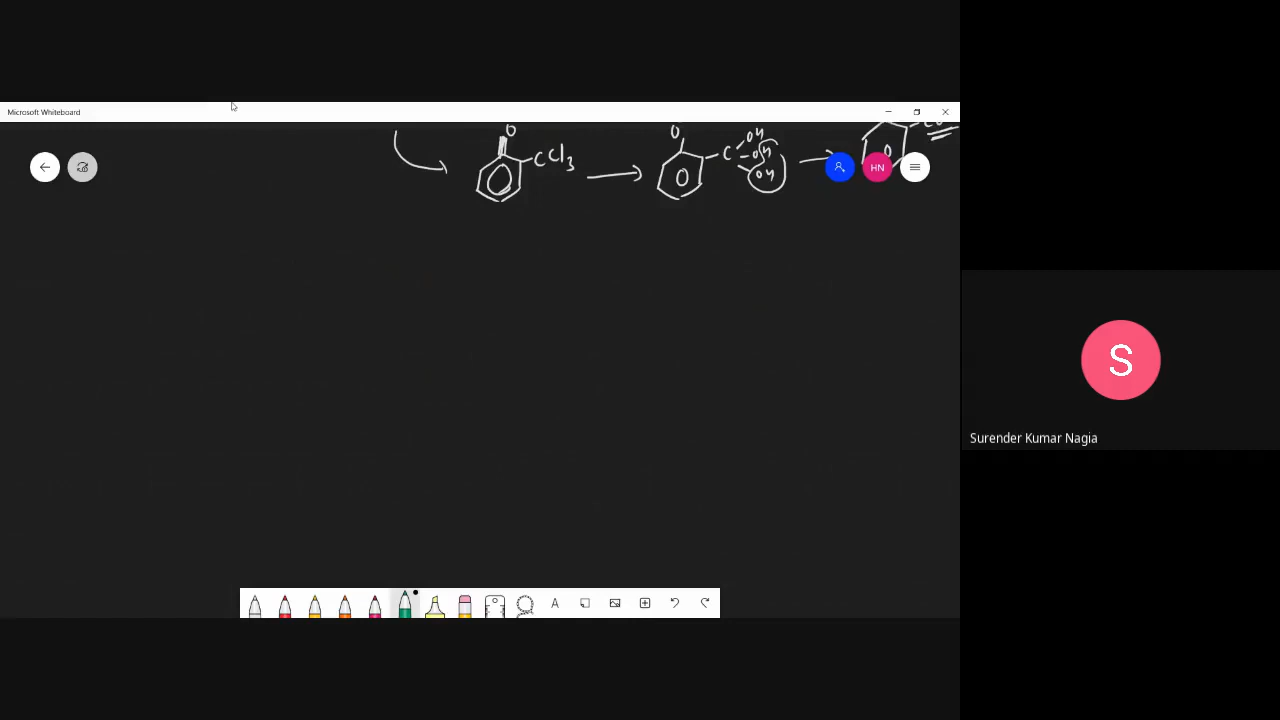 Microsoft Whiteboard
O
CCl3
O
C
OH
OH
OH
O
O
HN
S
Surender Kumar Nagia
A